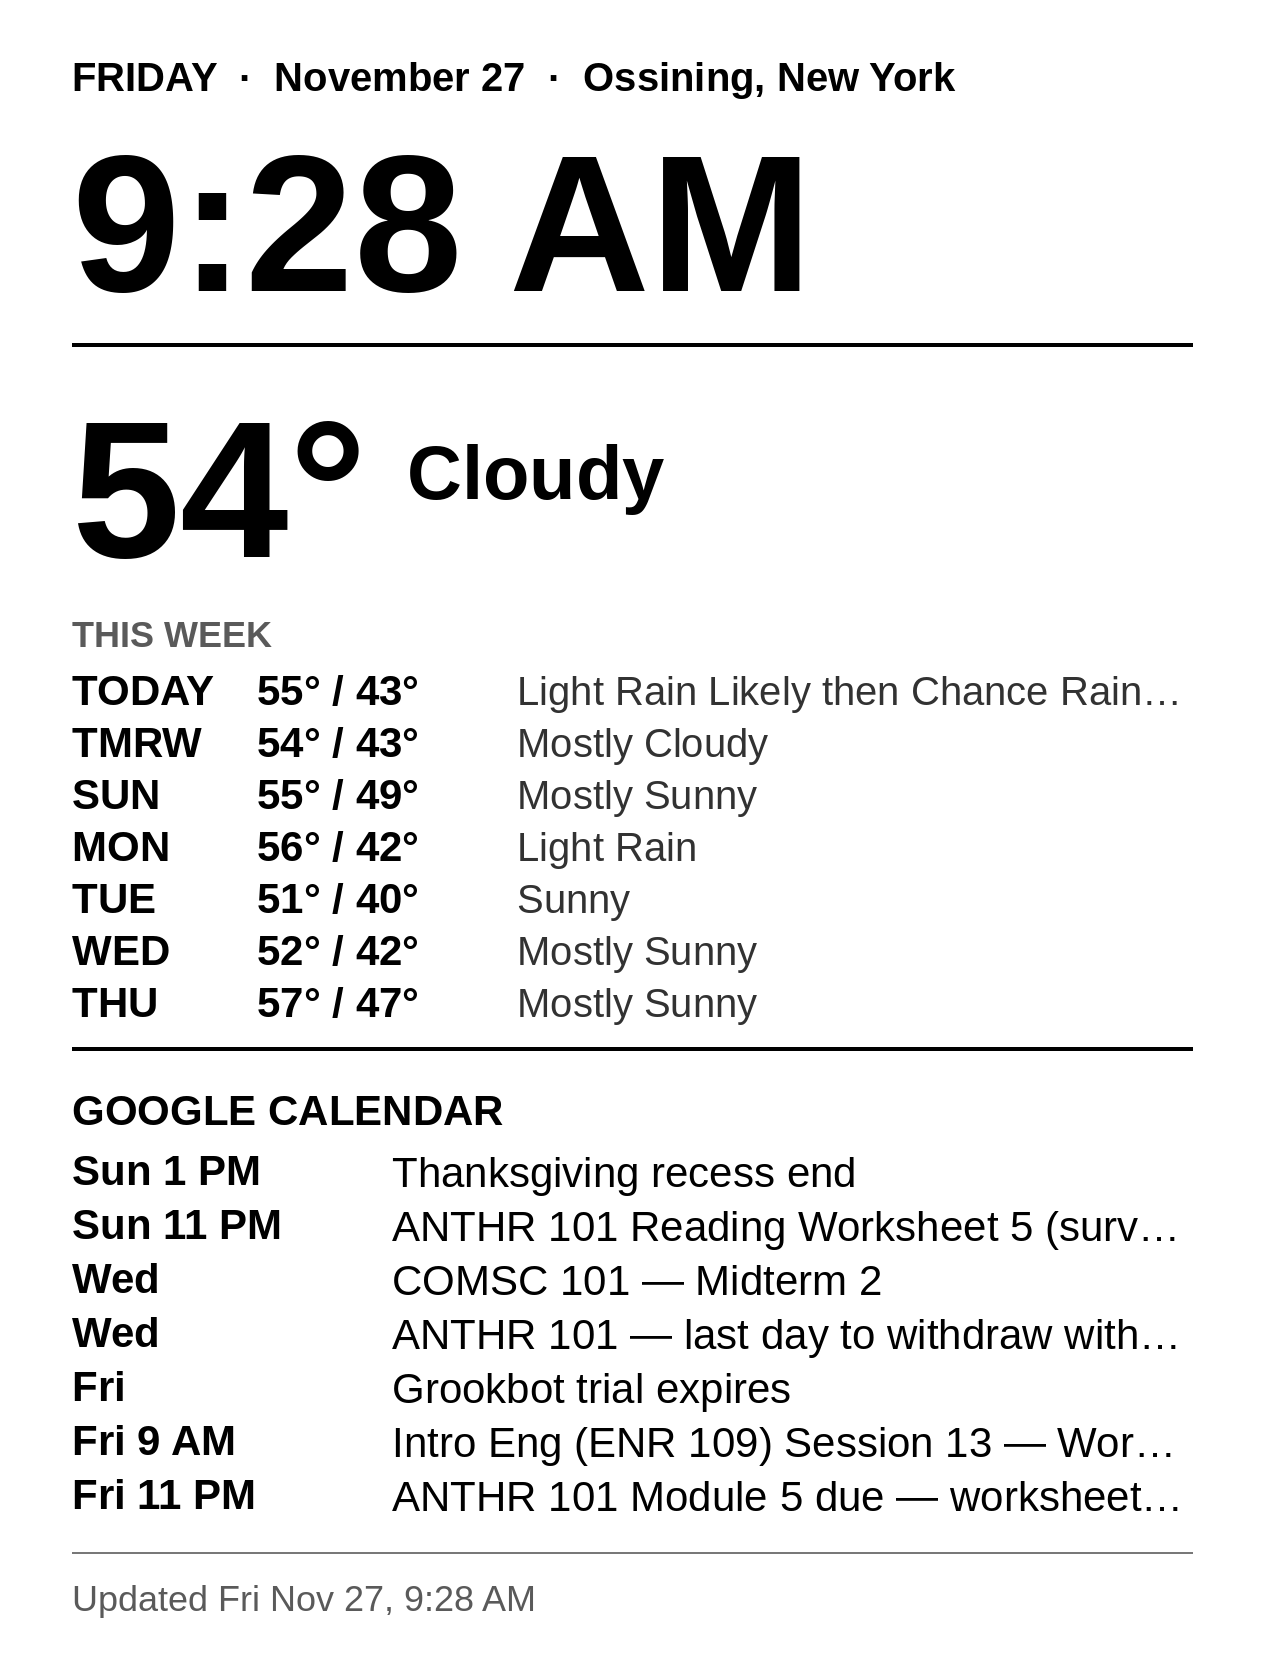 FRIDAY · November 27 · Ossining, New York
9:28 AM
54° Cloudy
THIS WEEK
TODAY 55° / 43° Light Rain Likely then Chance Rain…
TMRW 54° / 43° Mostly Cloudy
SUN 55° / 49° Mostly Sunny
MON 56° / 42° Light Rain
TUE 51° / 40° Sunny
WED 52° / 42° Mostly Sunny
THU 57° / 47° Mostly Sunny
GOOGLE CALENDAR
Sun 1 PM Thanksgiving recess end
Sun 11 PM ANTHR 101 Reading Worksheet 5 (surv…
Wed COMSC 101 — Midterm 2
Wed ANTHR 101 — last day to withdraw with…
Fri Grookbot trial expires
Fri 9 AM Intro Eng (ENR 109) Session 13 — Wor…
Fri 11 PM ANTHR 101 Module 5 due — worksheet…
Updated Fri Nov 27, 9:28 AM